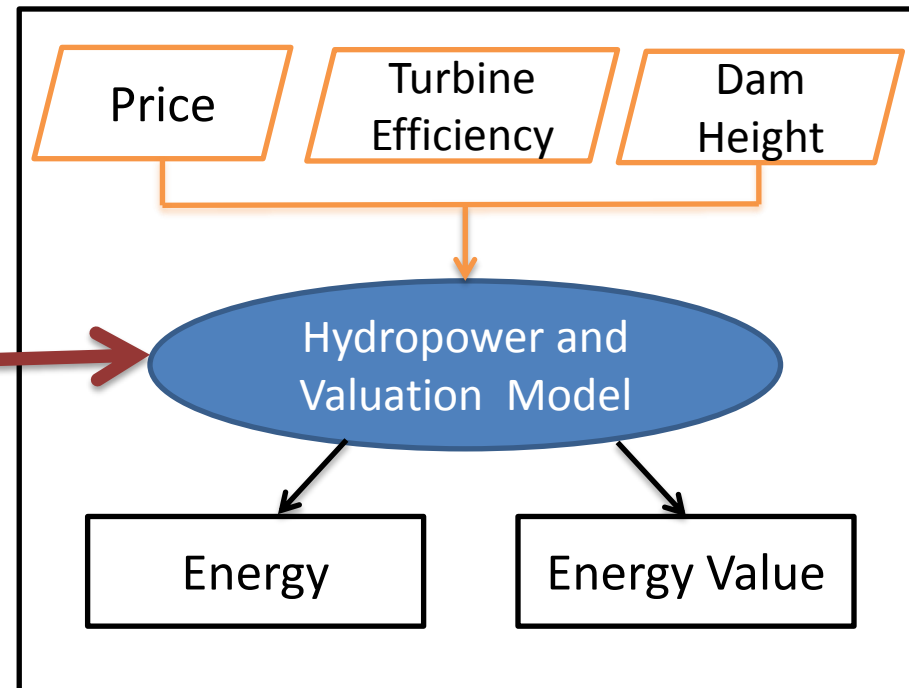 Price
Turbine
Efficiency
Dam
Height
Hydropower and
Valuation Model
Energy
Energy Value